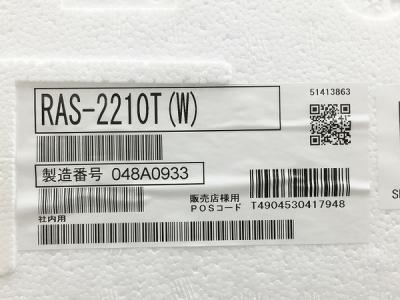 51413863
RAS-2210T(W)
製造番号 048A0933
販売店様用
POSコード T4904530417948
社内用